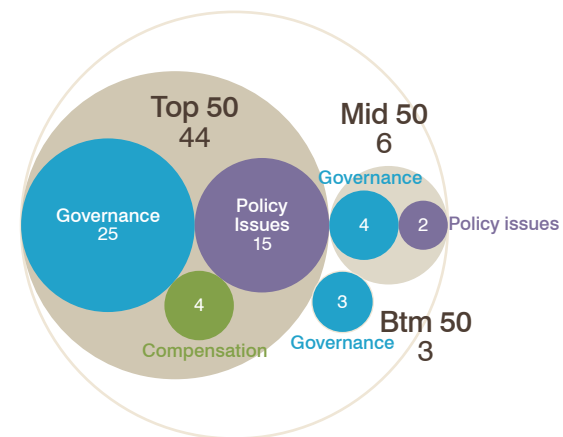 Top 50
44
Mid 50
6
Governance
Governance
25
Policy
Issues
15
4
2
Policy issues
4
3
Compensation
Governance
Btm 50
3